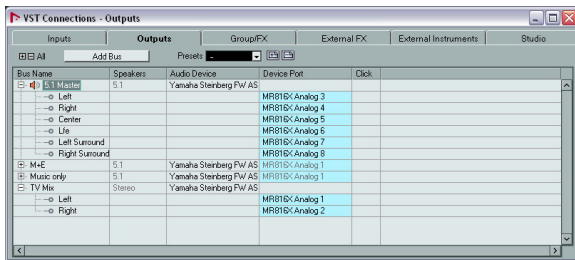 VST Connections - Outputs
Inputs Outputs Group/FX External FX External Instruments Studio
All Add Bus Presets -
Bus Name Speakers Audio Device Device Port Click
5.1 Master 5.1 Yamaha Steinberg FW AS
Left MR816X Analog 3
Right MR816X Analog 4
Center MR816X Analog 5
Lfe MR816X Analog 6
Left Surround MR816X Analog 7
Right Surround MR816X Analog 8
M+E 5.1 Yamaha Steinberg FW AS MR816X Analog 1
Music only 5.1 Yamaha Steinberg FW AS MR816X Analog 1
TV Mix Stereo Yamaha Steinberg FW AS
Left MR816X Analog 1
Right MR816X Analog 2